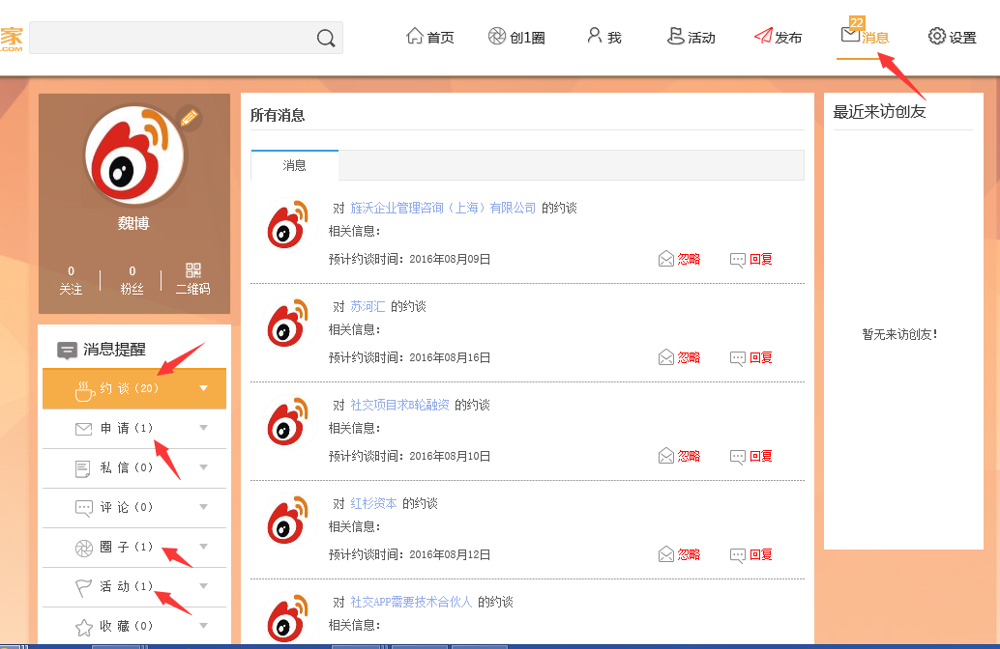 家
.COM
首页
创1圈
我
活动
发布
22
消息
设置
魏博
0
关注
0
粉丝
二维码
消息提醒
约 谈（20）
申 请（1）
私 信（0）
评 论（0）
圈 子（1）
活 动（1）
收 藏（0）
所有消息
消息
对 旌沃企业管理咨询（上海）有限公司 的约谈
相关信息：
预计约谈时间：2016年08月09日
忽略 回复
对 苏河汇 的约谈
相关信息：
预计约谈时间：2016年08月16日
忽略 回复
对 社交项目求B轮融资 的约谈
相关信息：
预计约谈时间：2016年08月10日
忽略 回复
对 红杉资本 的约谈
相关信息：
预计约谈时间：2016年08月12日
忽略 回复
对 社交APP需要技术合伙人 的约谈
相关信息：
最近来访创友
暂无来访创友！